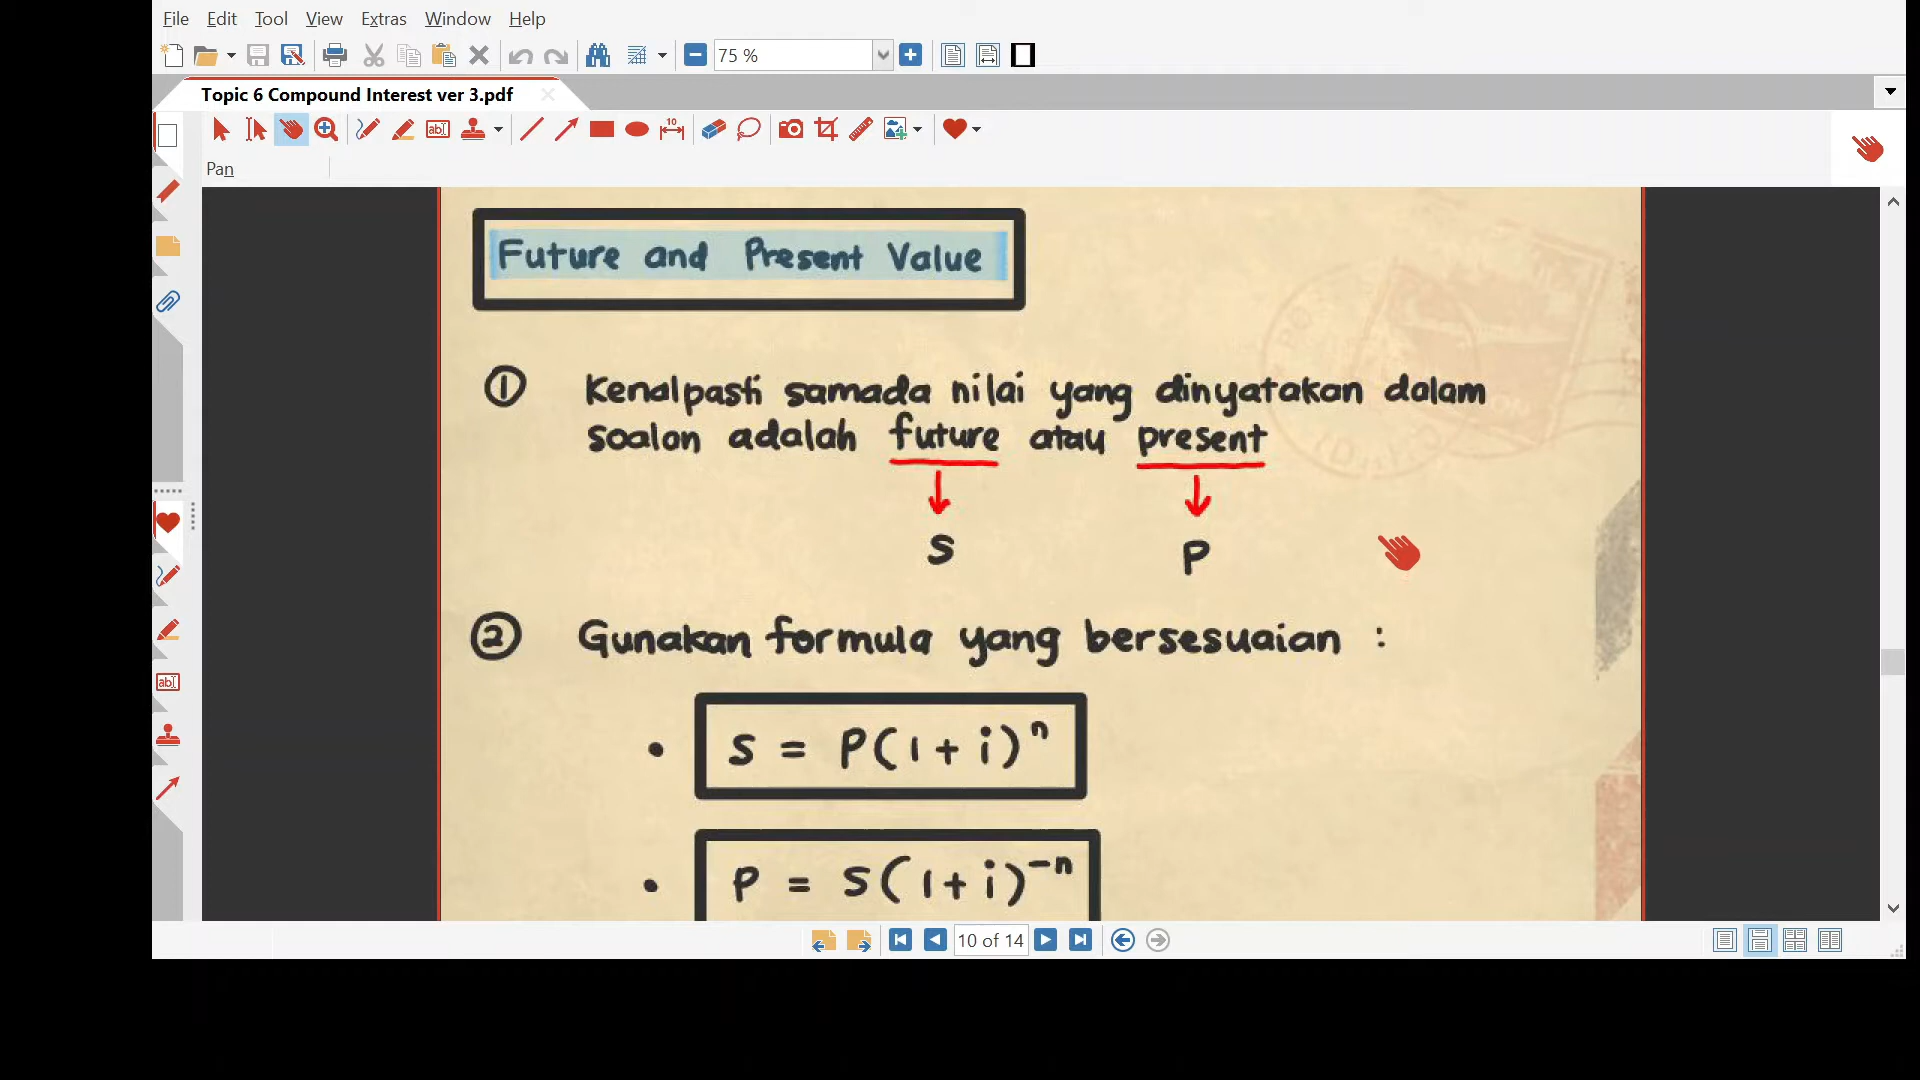 File Edit Tool View Extras Window Help
75 %
Topic 6 Compound Interest ver 3.pdf
Pan
Future and Present Value
① Kenalpasti samada nilai yang dinyatakan dalam
soalan adalah future atau present
S P
② Gunakan formula yang bersesuaian :
• S = P(1 + i)ⁿ
• P = S(1 + i)⁻ⁿ
10 of 14